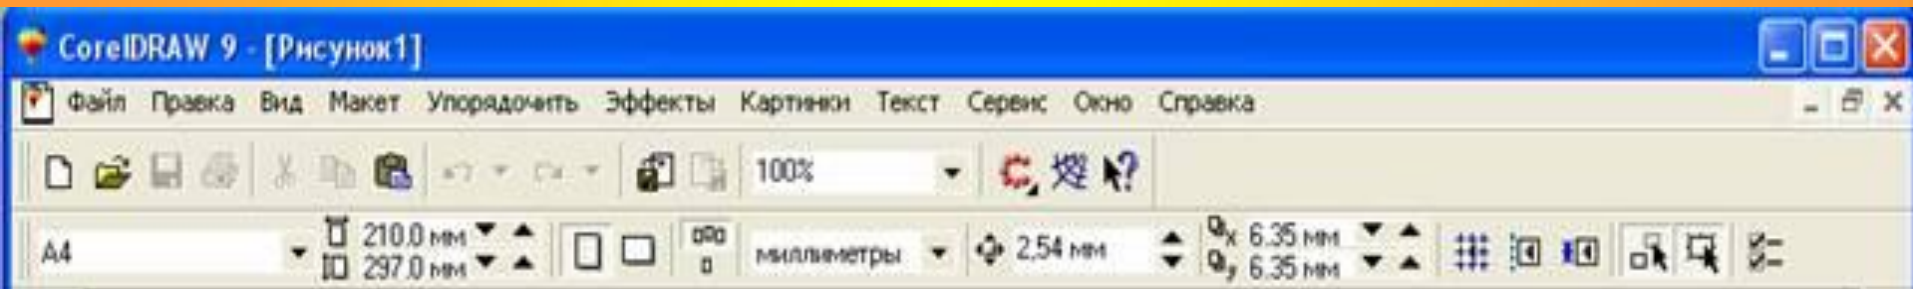 CorelDRAW 9 - [Рисунок1]
Файл Правка Вид Макет Упорядочить Эффекты Картинки Текст Сервис Окно Справка
100%
A4 210.0 мм 297.0 мм миллиметры 2.54 мм x 6.35 мм y 6.35 мм